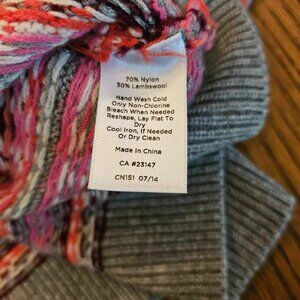 70% Nylon
30% Lambswool
Hand Wash Cold
Only Non-Chlorine
Bleach When Needed
Reshape, Lay Flat To
Dry
Cool Iron, If Needed
Or Dry Clean
Made In China
CA #23147
CN151 07/14